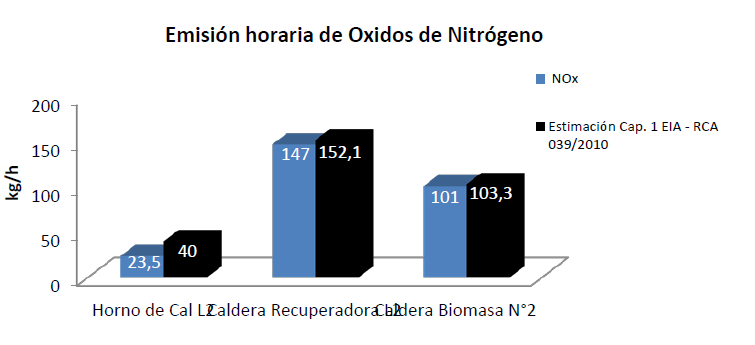 Emisión horaria de Oxidos de Nitrógeno
NOx
Estimación Cap. 1 EIA - RCA
039/2010
kg/h
200
150
100
50
0
23,5
40
147
152,1
101
103,3
Horno de Cal L2
Caldera Recuperadora L2
Caldera Biomasa N°2